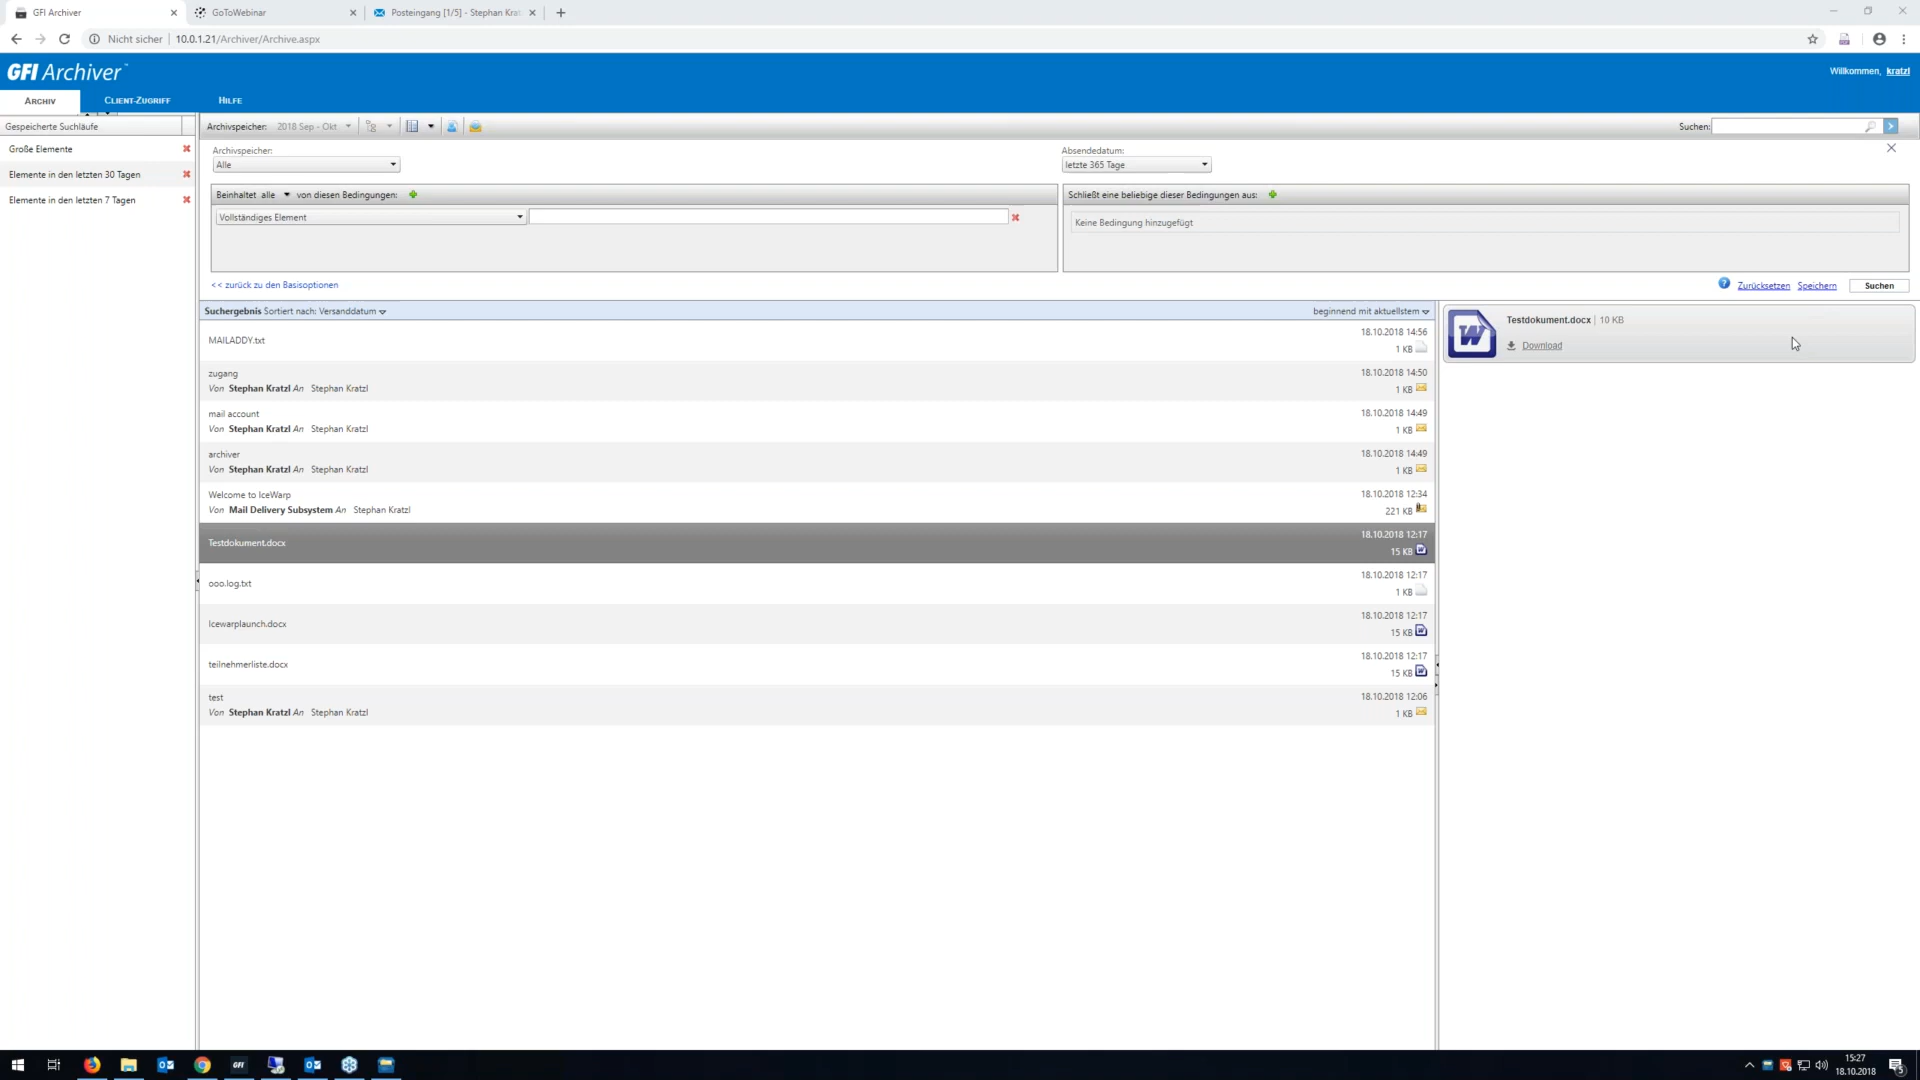 GFI Archiver
GoToWebinar
Posteingang [1/5] - Stephan Krat
Nicht sicher
10.0.1.21/Archiver/Archive.aspx
GFI Archiver™
Willkommen, kratzl
ARCHIV
CLIENT-ZUGRIFF
HILFE
Gespeicherte Suchläufe
Archivspeicher: 2018 Sep - Okt
Suchen:
Große Elemente
Elemente in den letzten 30 Tagen
Elemente in den letzten 7 Tagen
Archivspeicher:
Alle
Absendedatum:
letzte 365 Tage
Beinhaltet alle von diesen Bedingungen:
Schließt eine beliebige dieser Bedingungen aus:
Vollständiges Element
Keine Bedingung hinzugefügt
<< zurück zu den Basisoptionen
Zurücksetzen Speichern Suchen
Suchergebnis Sortiert nach: Versanddatum
beginnend mit aktuellstem
MAILADDY.txt
18.10.2018 14:56
1 KB
zugang
18.10.2018 14:50
Von Stephan Kratzl An Stephan Kratzl
1 KB
mail account
18.10.2018 14:49
Von Stephan Kratzl An Stephan Kratzl
1 KB
archiver
18.10.2018 14:49
Von Stephan Kratzl An Stephan Kratzl
1 KB
Welcome to IceWarp
18.10.2018 12:34
Von Mail Delivery Subsystem An Stephan Kratzl
221 KB
Testdokument.docx
18.10.2018 12:17
15 KB
ooo.log.txt
18.10.2018 12:17
1 KB
Icewarplaunch.docx
18.10.2018 12:17
15 KB
teilnehmerliste.docx
18.10.2018 12:17
15 KB
test
18.10.2018 12:06
Von Stephan Kratzl An Stephan Kratzl
1 KB
Testdokument.docx | 10 KB
Download
W
GFI
15:27
18.10.2018
5